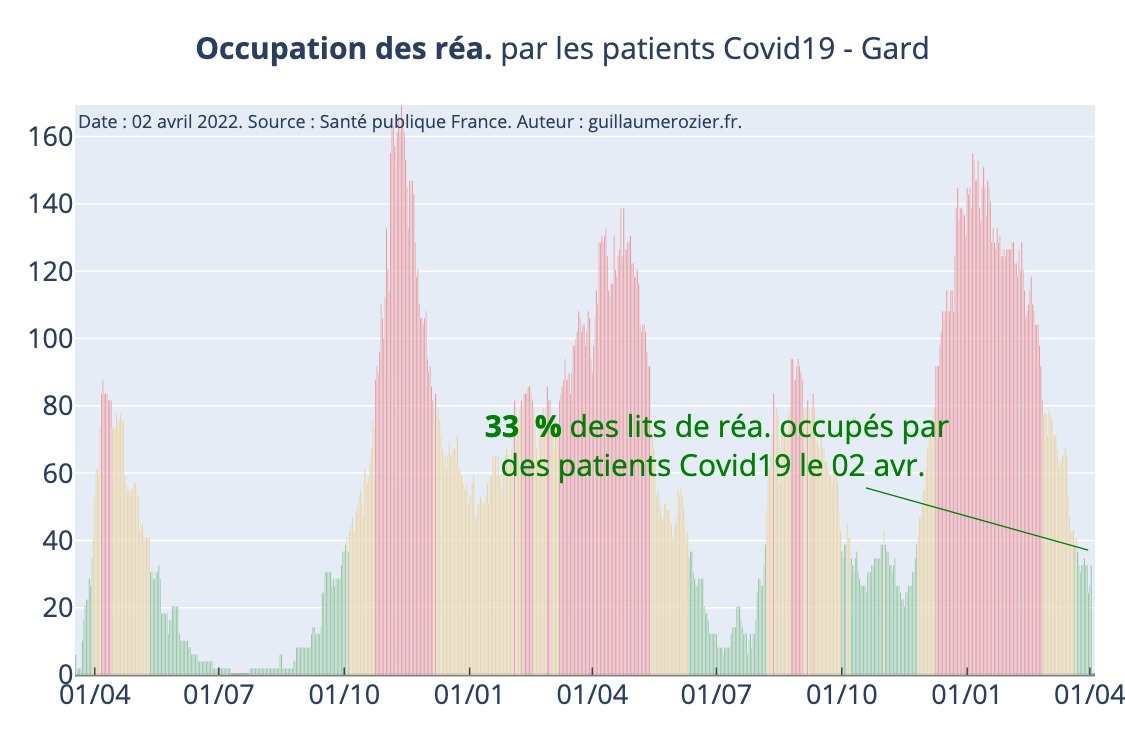 Occupation des réa. par les patients Covid19 - Gard
Date : 02 avril 2022. Source : Santé publique France. Auteur : guillaumerozier.fr.
160
140
120
100
80
60
40
20
0
33 % des lits de réa. occupés par
des patients Covid19 le 02 avr.
01/04 01/07 01/10 01/01 01/04 01/07 01/10 01/01 01/04